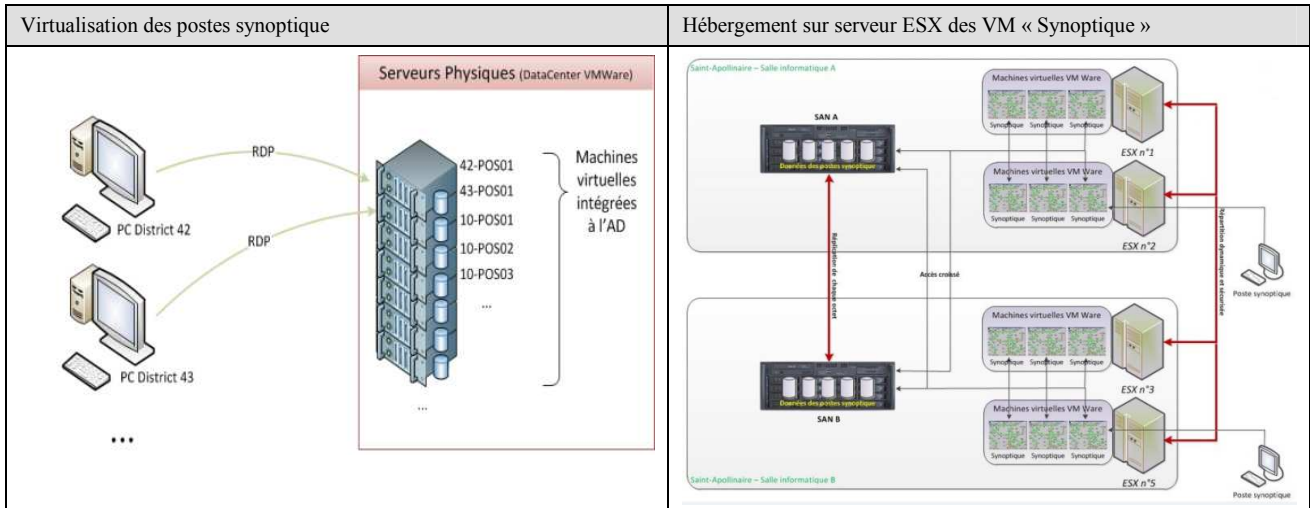 Virtualisation des postes synoptique
Hébergement sur serveur ESX des VM « Synoptique »
Serveurs Physiques (DataCenter VMWare)
RDP
PC District 42
RDP
PC District 43
...
42-POS01
43-POS01
10-POS01
10-POS02
10-POS03
...
...
Machines
virtuelles
intégrées
à l'AD
Saint-Apollinaire – Salle informatique A
SAN A
Données des postes synoptique
Machines virtuelles VM Ware
Synoptique Synoptique Synoptique
ESX n°1
Machines virtuelles VM Ware
Synoptique Synoptique Synoptique
ESX n°2
Réplication de
chaque octet
Accès croisé
Répartition dynamique et sécurisée
Poste synoptique
Machines virtuelles VM Ware
Synoptique Synoptique Synoptique
ESX n°3
Données des postes synoptique
SAN B
Machines virtuelles VM Ware
Synoptique Synoptique Synoptique
ESX n°5
Poste synoptique
Saint-Apollinaire – Salle informatique B